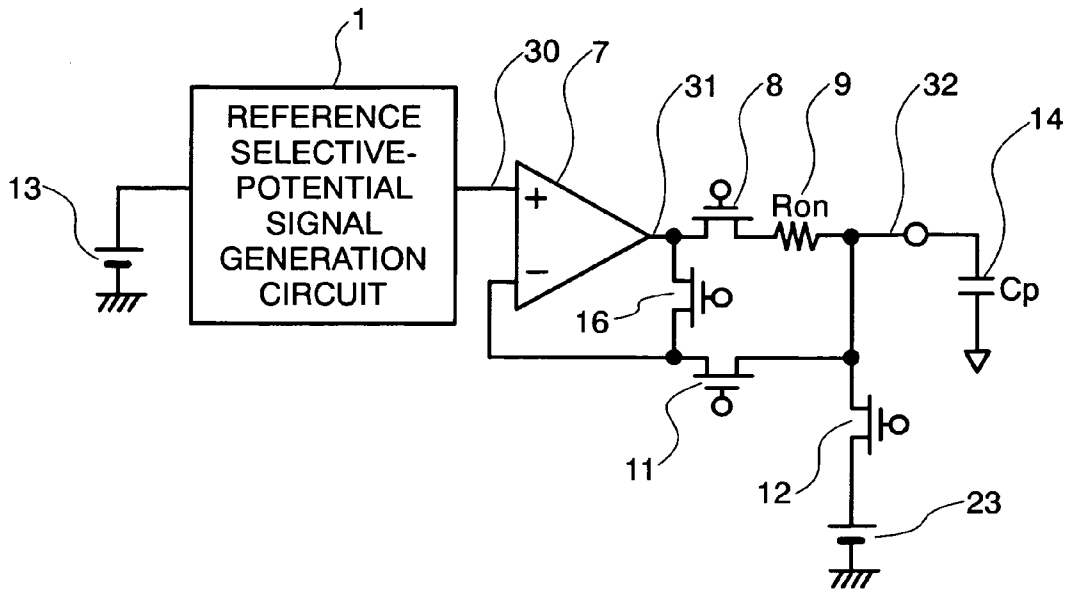 1
30
7
31
8
9
32
14
13
REFERENCE
SELECTIVE-
POTENTIAL
SIGNAL
GENERATION
CIRCUIT
+
−
Ron
Cp
16
11
12
23